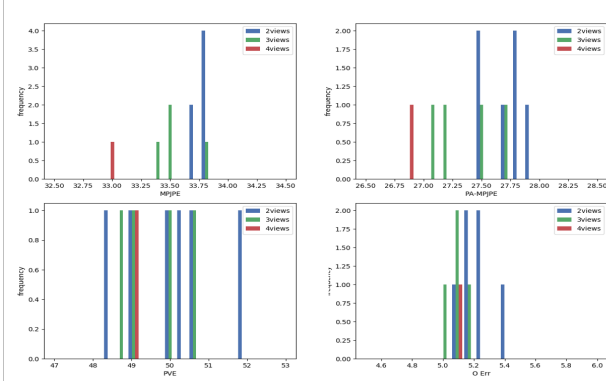 4.0
3.5
3.0
2.5
2.0
1.5
1.0
0.5
0.0
frequency
32.50 32.75 33.00 33.25 33.50 33.75 34.00 34.25 34.50
MPJPE
2views
3views
4views
2.00
1.75
1.50
1.25
1.00
0.75
0.50
0.25
0.00
frequency
26.50 26.75 27.00 27.25 27.50 27.75 28.00 28.25 28.50
PA-MPJPE
2views
3views
4views
1.0
0.8
0.6
0.4
0.2
0.0
frequency
47 48 49 50 51 52 53
PVE
2views
3views
4views
2.00
1.75
1.50
1.25
1.00
0.75
0.50
0.25
0.00
4.6 4.8 5.0 5.2 5.4 5.6 5.8 6.0
O Err
2views
3views
4views